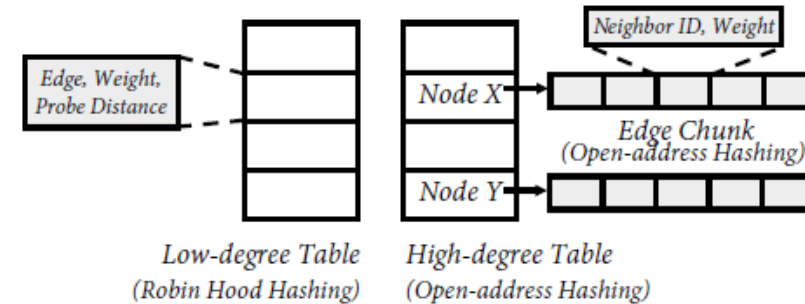 Neighbor ID, Weight
Edge, Weight,
Probe Distance
Node X
Edge Chunk
(Open-address Hashing)
Node Y
Low-degree Table
(Robin Hood Hashing)
High-degree Table
(Open-address Hashing)